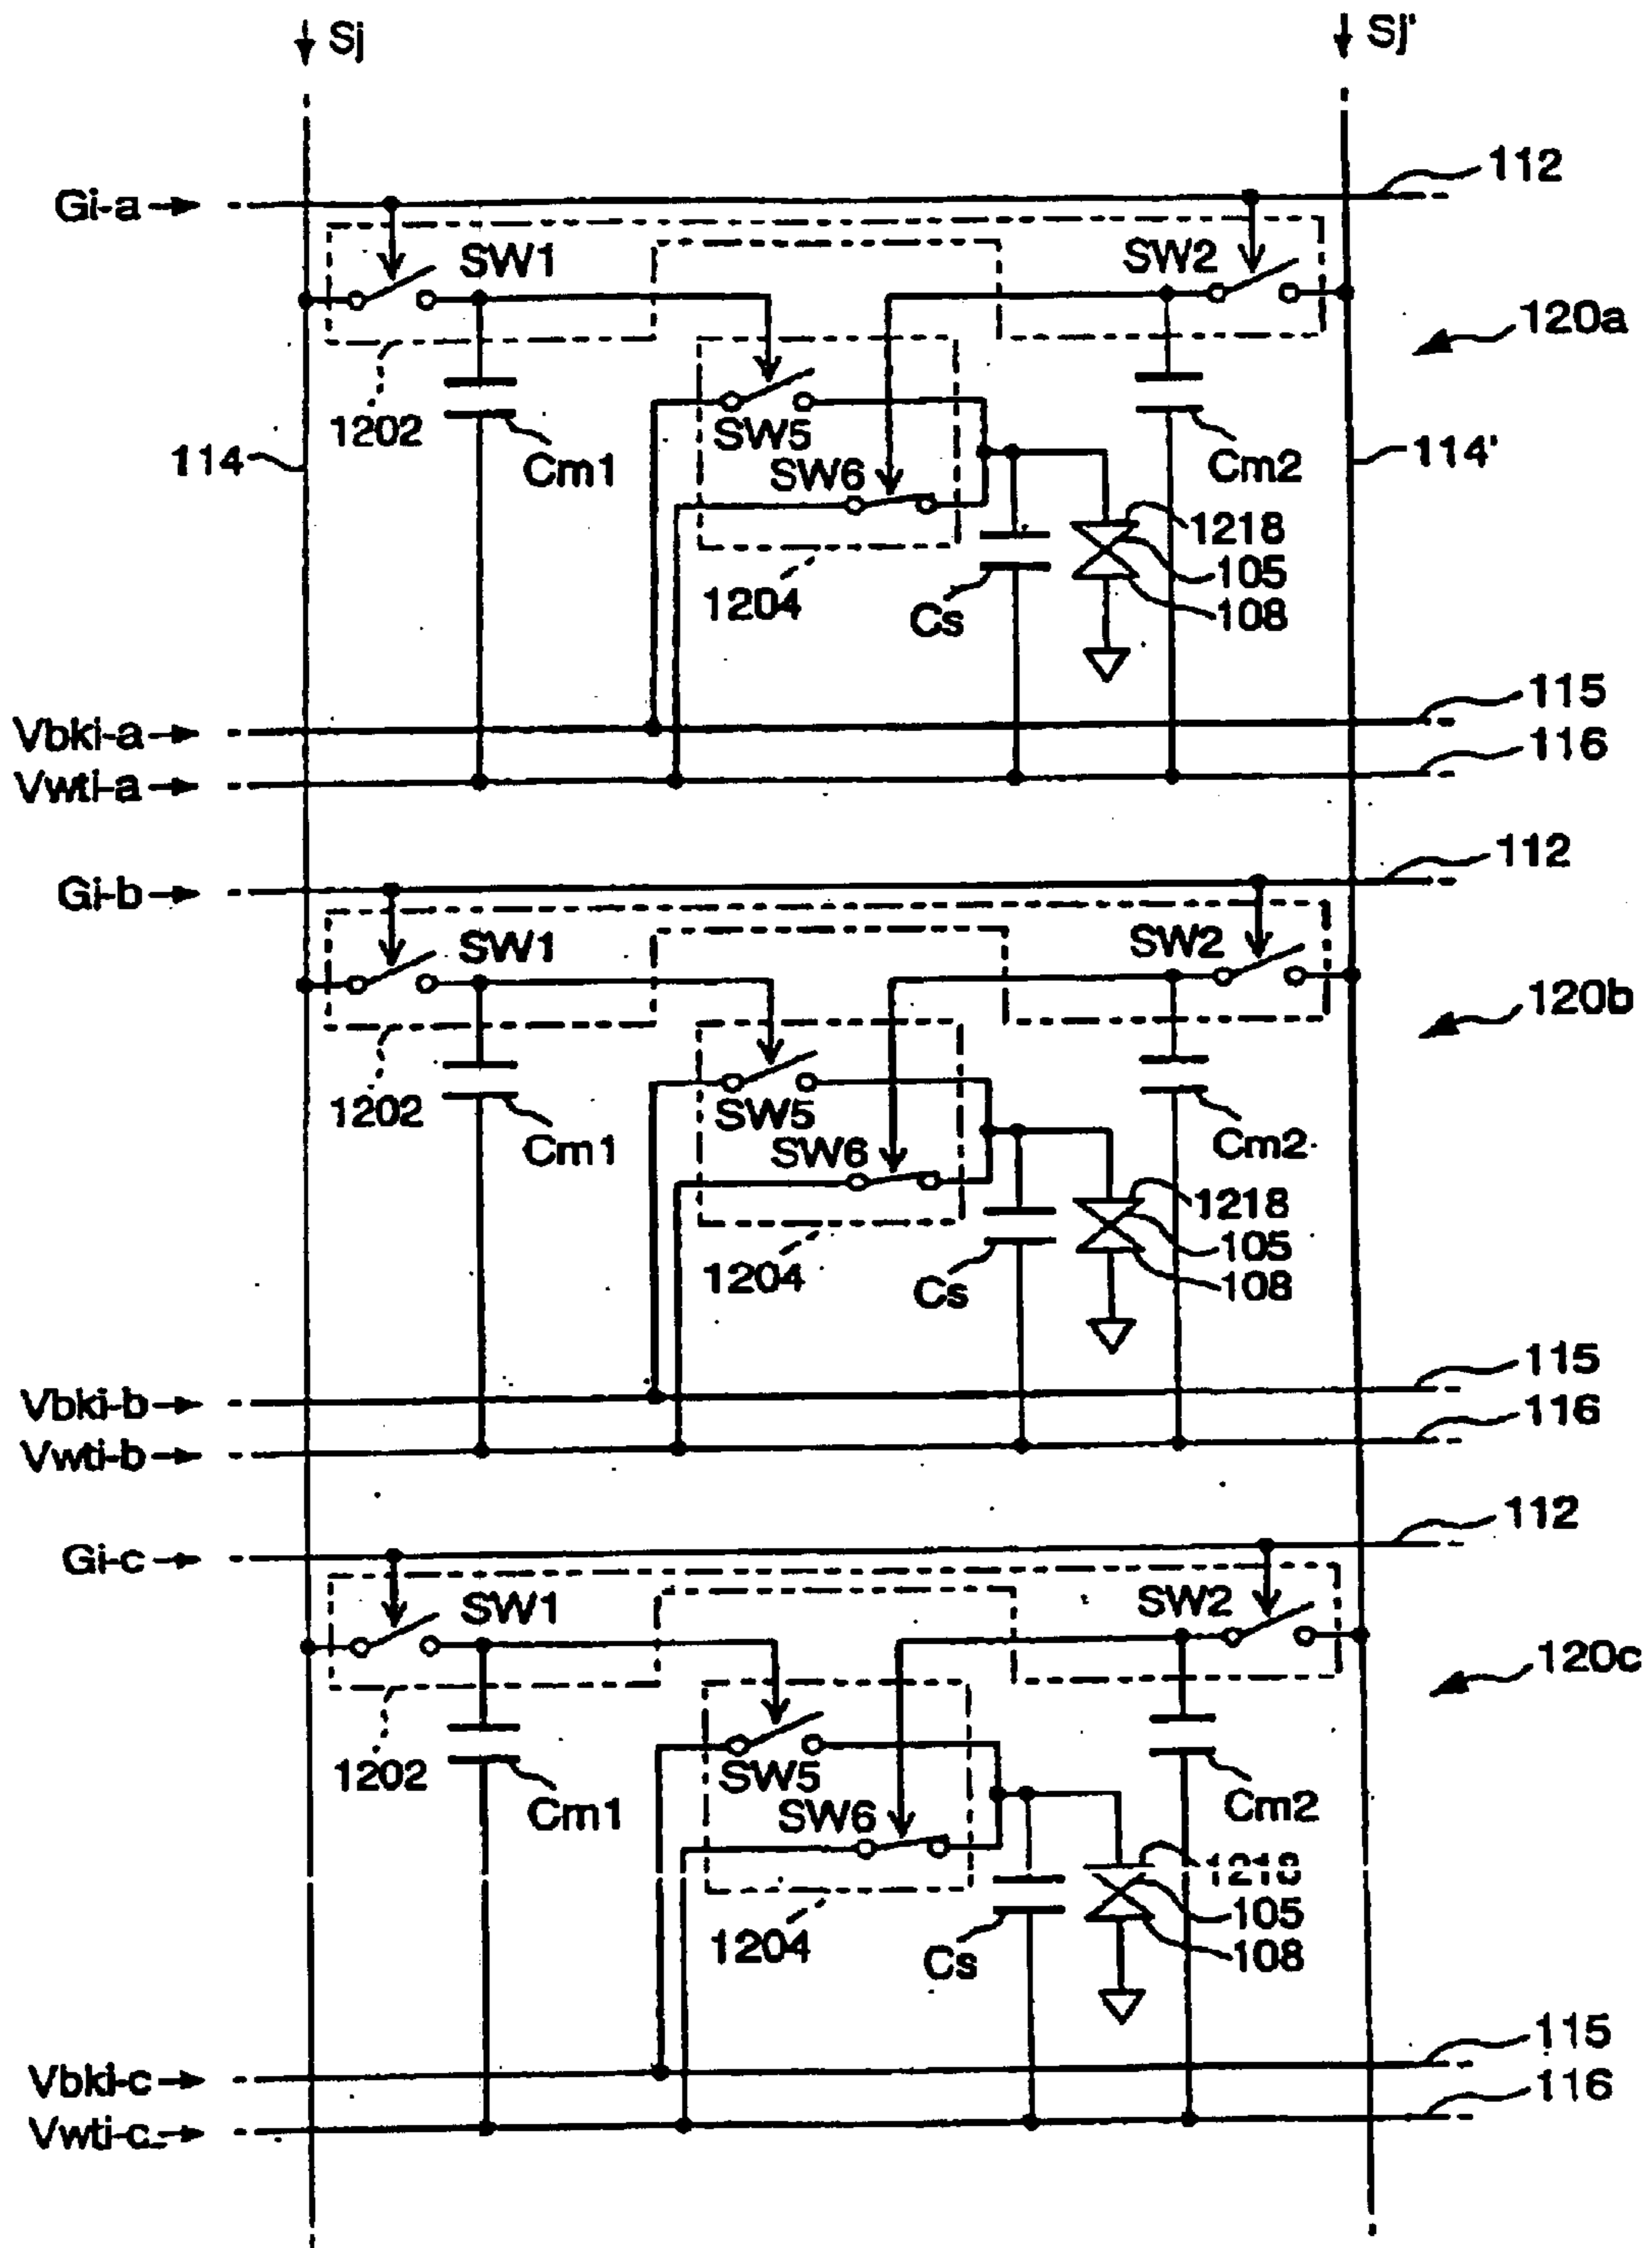 Sj
Sj'
Gi-a
112
SW1
SW2
120a
1202
114
Cm1
SW5
SW6
Cm2
114'
1218
105
108
1204
Cs
Vbki-a
115
Vwti-a
116
Gi-b
112
SW1
SW2
120b
1202
Cm1
SW5
SW6
Cm2
1218
105
108
1204
Cs
Vbki-b
115
Vwti-b
116
Gi-c
112
SW1
SW2
120c
1202
Cm1
SW5
SW6
Cm2
1218
105
108
1204
Cs
Vbki-c
115
Vwti-c
116